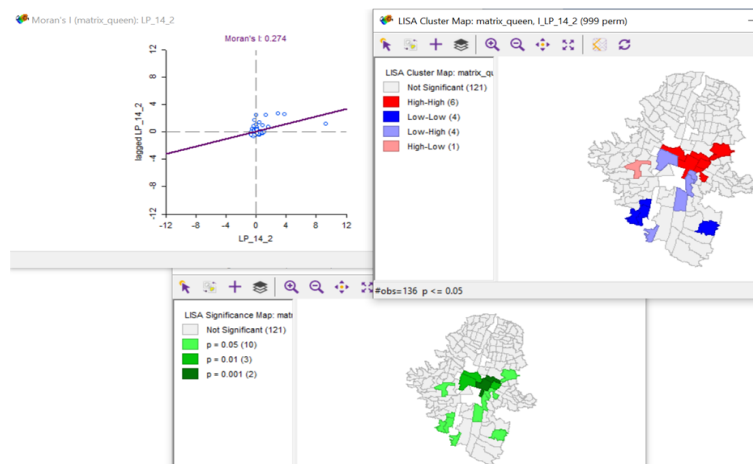 Moran's I (matrix_queen): LP_14_2
Moran's I: 0.274
12
8
4
0
-4
-8
-12
lagged LP_14_2
-12 -8 -4 0 4 8 12
LP_14_2
LISA Cluster Map: matrix_queen, I_LP_14_2 (999 perm)
LISA Cluster Map: matrix_qu
Not Significant (121)
High-High (6)
Low-Low (4)
Low-High (4)
High-Low (1)
#obs=136 p <= 0.05
LISA Significance Map: matr
Not Significant (121)
p = 0.05 (10)
p = 0.01 (3)
p = 0.001 (2)